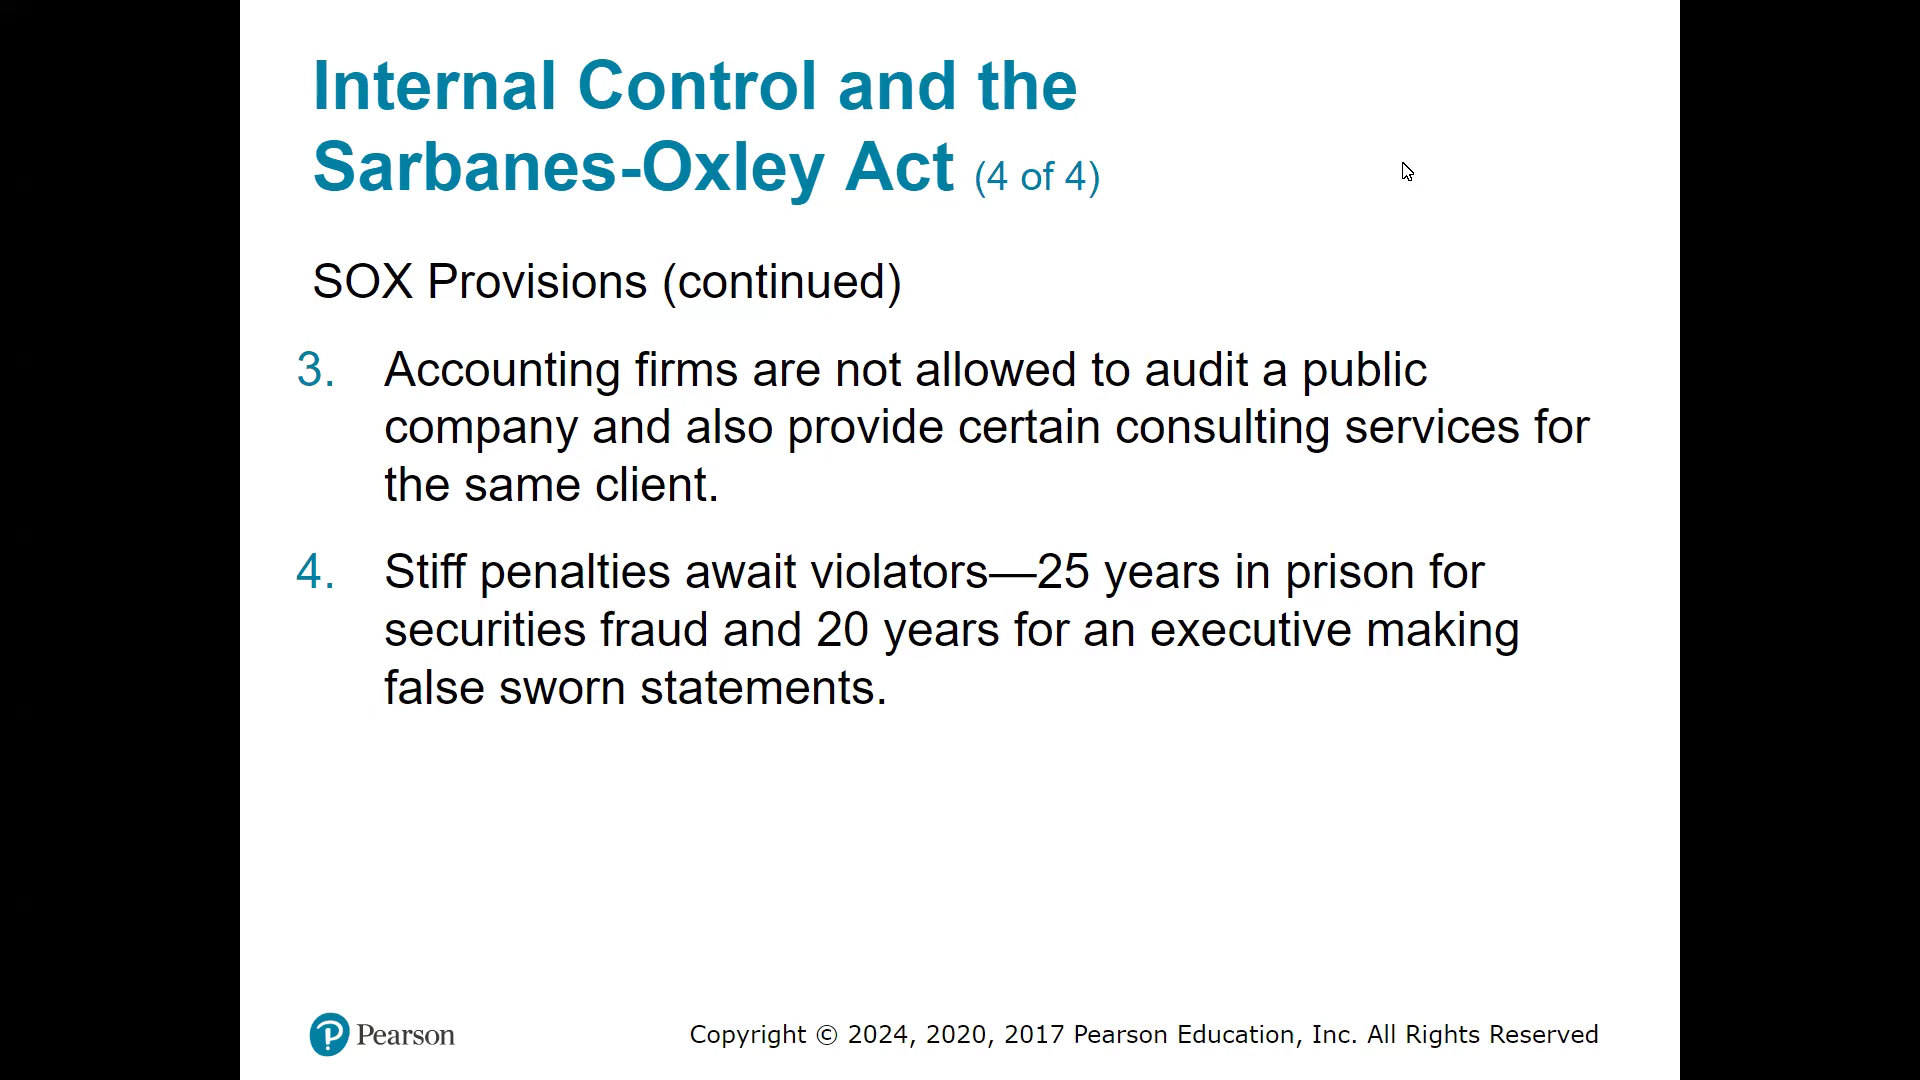 Internal Control and the
Sarbanes-Oxley Act (4 of 4)
SOX Provisions (continued)
3. Accounting firms are not allowed to audit a public
company and also provide certain consulting services for
the same client.
4. Stiff penalties await violators—25 years in prison for
securities fraud and 20 years for an executive making
false sworn statements.
Pearson
Copyright © 2024, 2020, 2017 Pearson Education, Inc. All Rights Reserved